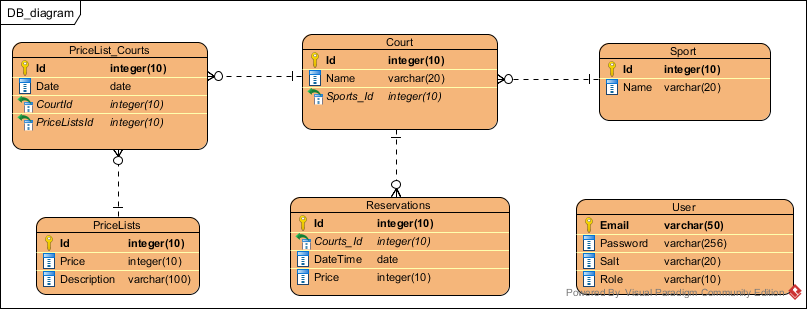 DB_diagram
PriceList_Courts
Id integer(10)
Date date
CourtId integer(10)
PriceListsId integer(10)
Court
Id integer(10)
Name varchar(20)
Sports_Id integer(10)
Sport
Id integer(10)
Name varchar(20)
PriceLists
Id integer(10)
Price integer(10)
Description varchar(100)
Reservations
Id integer(10)
Courts_Id integer(10)
DateTime date
Price integer(10)
User
Email varchar(50)
Password varchar(256)
Salt varchar(20)
Role varchar(10)
Powered By Visual Paradigm Community Edition